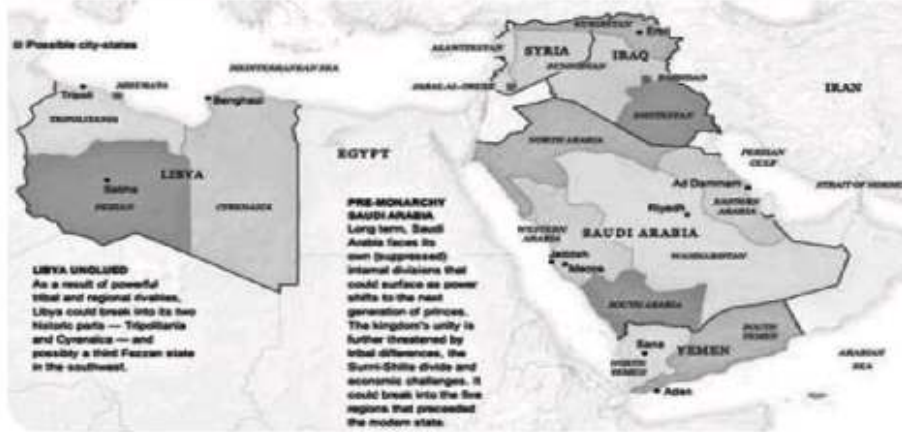 Possible city-states
KURDISTAN
Erbil
ALAWITESTAN
SYRIA
IRAQ
SUNNISTAN
MEDITERRANEAN SEA
JABAL AL-DRUZE
BAGHDAD
MISURATA
Tripoli
Benghazi
IRAN
TRIPOLITANIA
SHIITESTAN
NORTH ARABIA
EGYPT
PERSIAN
GULF
LIBYA
Sabha
STRAIT OF HORMUZ
Ad Dammam
FEZZAN
CYRENAICA
EASTERN
ARABIA
Riyadh
PRE-MONARCHY
SAUDI ARABIA
Long term, Saudi
Arabia faces its
own (suppressed)
internal divisions that
could surface as power
shifts to the next
generation of princes.
The kingdom's unity is
further threatened by
tribal differences, the
Sunni-Shiite divide and
economic challenges. It
could break into the five
regions that preceded
the modern state.
WESTERN
ARABIA
SAUDI ARABIA
Jeddah
Mecca
WAHHABISTAN
LIBYA UNGLUED
As a result of powerful
tribal and regional rivalries,
Libya could break into its two
historic parts — Tripolitania
and Cyrenaica — and
possibly a third Fezzan state
in the southwest.
SOUTH ARABIA
SOUTH
YEMEN
Sana
YEMEN
NORTH
YEMEN
ARABIAN
SEA
Aden